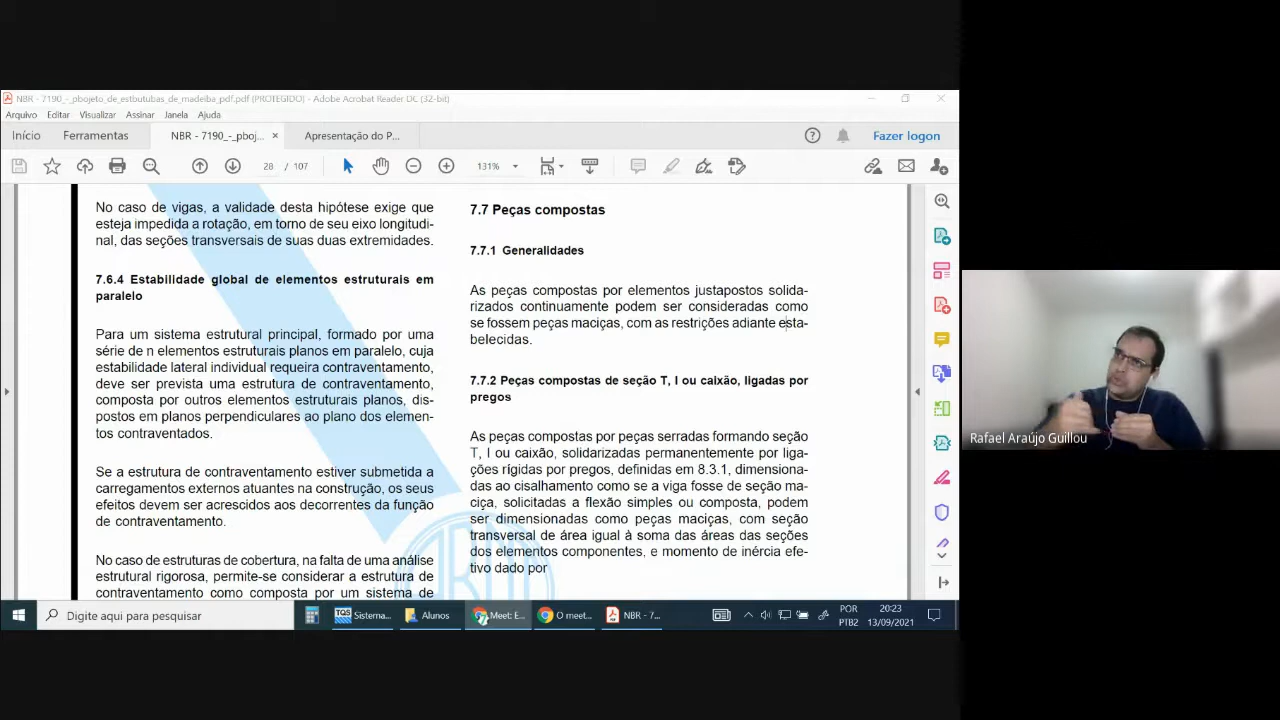 NBR - 7190_-_pbojeto_de_estbutubas_de_madeiba_pdf.pdf (PROTEGIDO) - Adobe Acrobat Reader DC (32-bit)
Arquivo Editar Visualizar Assinar Janela Ajuda
Início Ferramentas NBR - 7190_-_pboj... × Apresentação do P... Fazer logon
28 / 107 131%
No caso de vigas, a validade desta hipótese exige que
esteja impedida a rotação, em torno de seu eixo longitudi-
nal, das seções transversais de suas duas extremidades.
7.6.4 Estabilidade global de elementos estruturais em
paralelo
Para um sistema estrutural principal, formado por uma
série de n elementos estruturais planos em paralelo, cuja
estabilidade lateral individual requeira contraventamento,
deve ser prevista uma estrutura de contraventamento,
composta por outros elementos estruturais planos, dis-
postos em planos perpendiculares ao plano dos elemen-
tos contraventados.
Se a estrutura de contraventamento estiver submetida a
carregamentos externos atuantes na construção, os seus
efeitos devem ser acrescidos aos decorrentes da função
de contraventamento.
No caso de estruturas de cobertura, na falta de uma análise
estrutural rigorosa, permite-se considerar a estrutura de
contraventamento como composta por um sistema de
7.7 Peças compostas
7.7.1 Generalidades
As peças compostas por elementos justapostos solida-
rizados continuamente podem ser consideradas como
se fossem peças maciças, com as restrições adiante esta-
belecidas.
7.7.2 Peças compostas de seção T, I ou caixão, ligadas por
pregos
As peças compostas por peças serradas formando seção
T, I ou caixão, solidarizadas permanentemente por liga-
ções rígidas por pregos, definidas em 8.3.1, dimensiona-
das ao cisalhamento como se a viga fosse de seção ma-
ciça, solicitadas a flexão simples ou composta, podem
ser dimensionadas como peças maciças, com seção
transversal de área igual à soma das áreas das seções
dos elementos componentes, e momento de inércia efe-
tivo dado por
Rafael Araújo Guillou
Digite aqui para pesquisar TQS Sistema... Alunos Meet: E... O meet... NBR - 7... POR 20:23
PTB2 13/09/2021